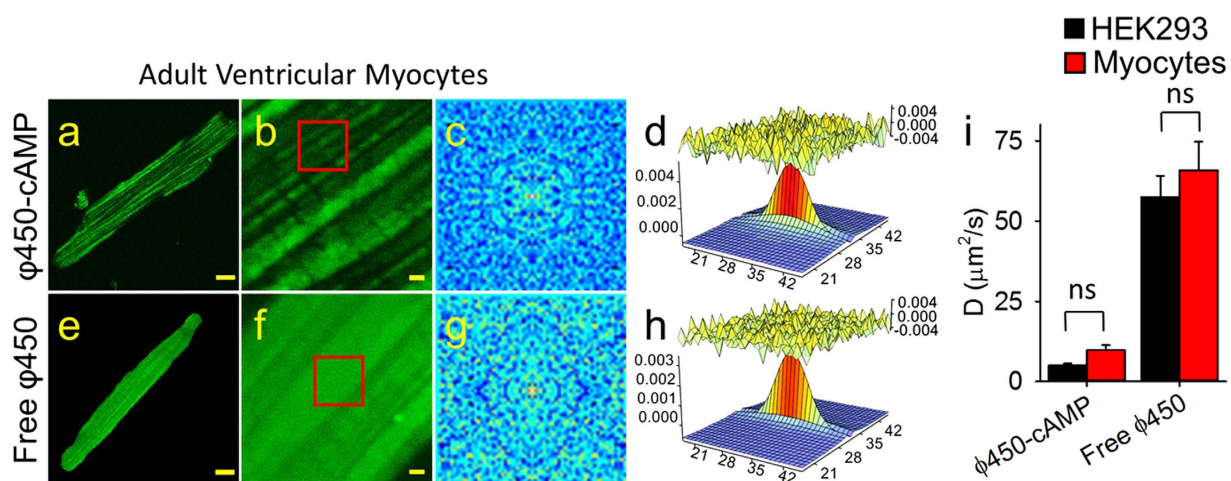 HEK293
Myocytes
Adult Ventricular Myocytes
φ450-cAMP
a
b
c
d
0.004
0.000
-0.004
0.004
0.002
0.000
21
28
35
42
21
28
35
42
Free φ450
e
f
g
h
0.004
0.000
-0.004
0.003
0.002
0.001
0.000
21
28
35
42
21
28
35
42
i
ns
ns
D (μm²/s)
75
50
25
0
ϕ450-cAMP
Free ϕ450